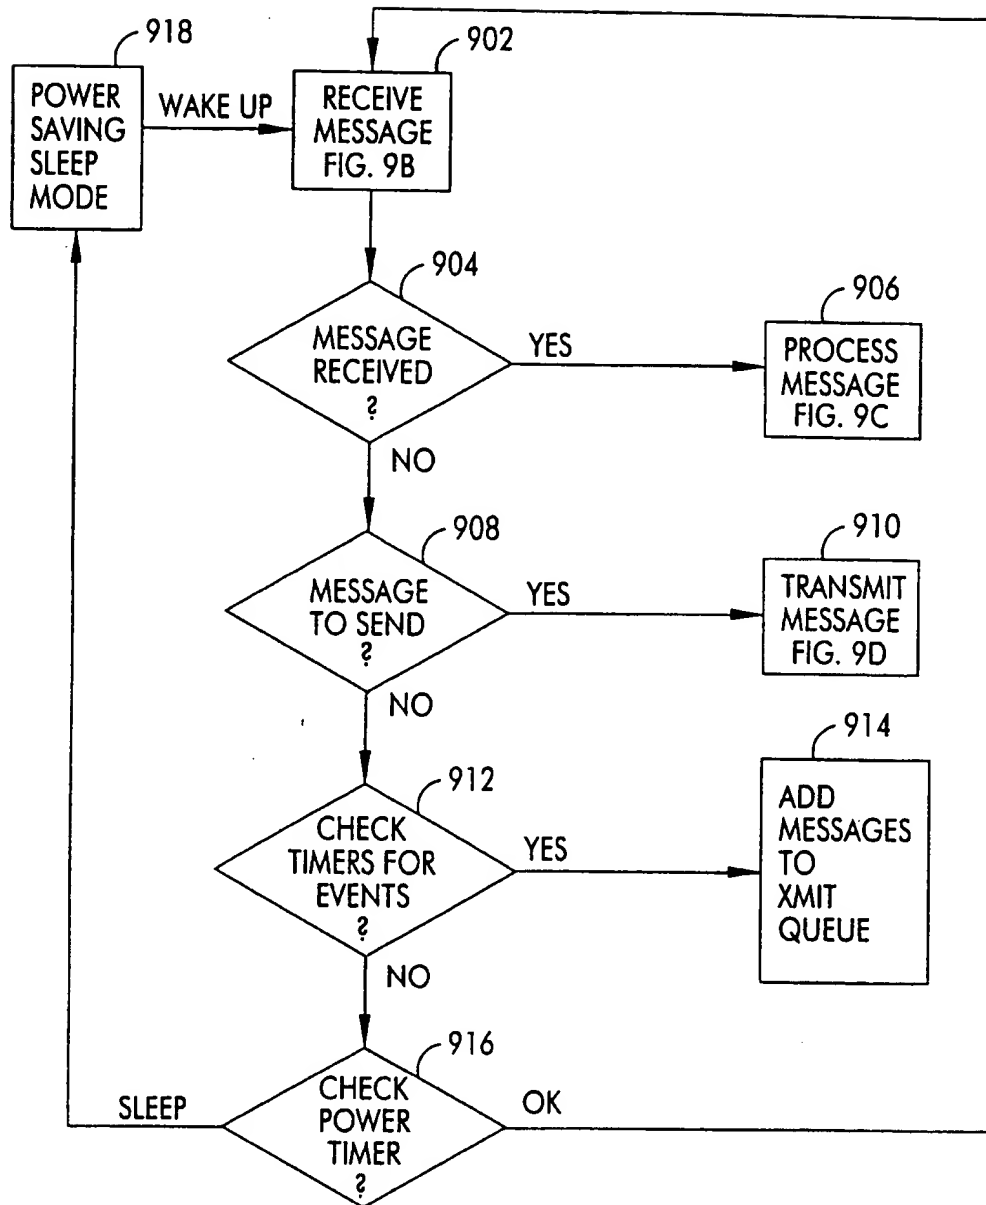 918
POWER
SAVING
SLEEP
MODE
WAKE UP
902
RECEIVE
MESSAGE
FIG. 9B
904
MESSAGE
RECEIVED
?
YES
906
PROCESS
MESSAGE
FIG. 9C
NO
908
MESSAGE
TO SEND
?
YES
910
TRANSMIT
MESSAGE
FIG. 9D
NO
912
CHECK
TIMERS FOR
EVENTS
?
YES
914
ADD
MESSAGES
TO
XMIT
QUEUE
NO
916
CHECK
POWER
TIMER
?
SLEEP
OK